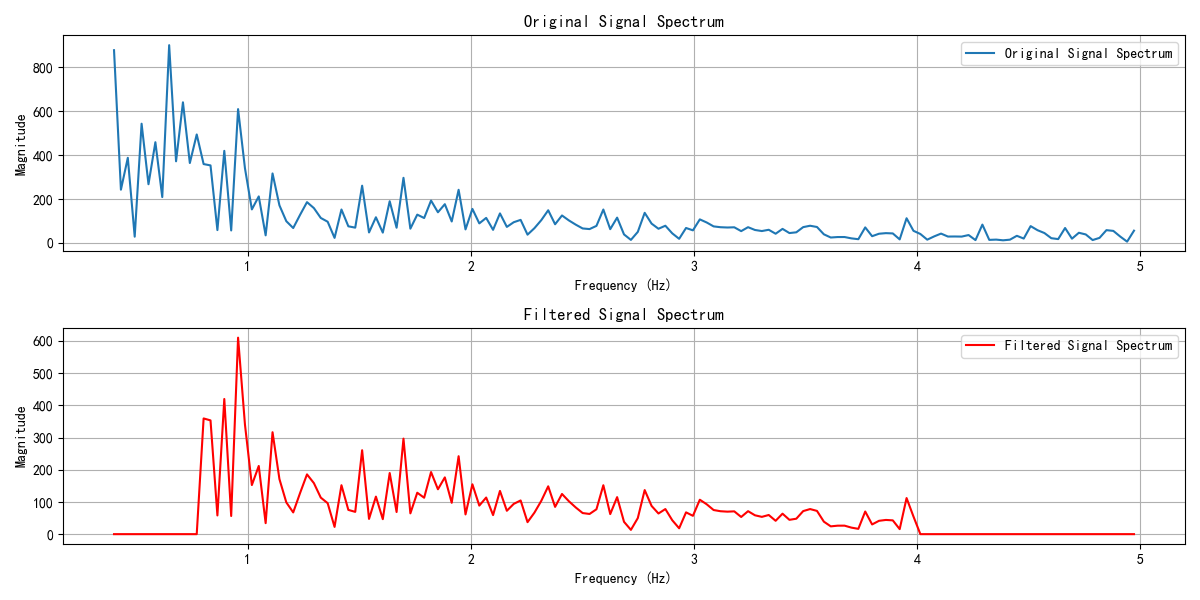 Original Signal Spectrum
Original Signal Spectrum
Magnitude
800
600
400
200
0
1 2 3 4 5
Frequency (Hz)
Filtered Signal Spectrum
Filtered Signal Spectrum
Magnitude
600
500
400
300
200
100
0
1 2 3 4 5
Frequency (Hz)